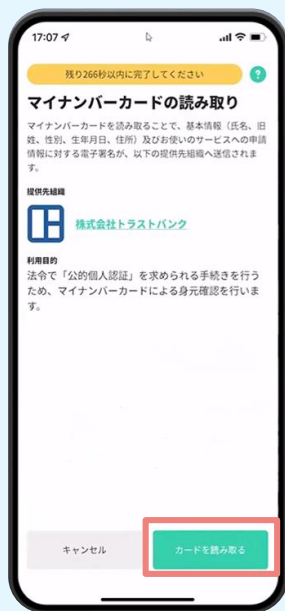 17:07
残り266秒以内に完了してください
?
マイナンバーカードの読み取り
マイナンバーカードを読み取ることで、基本情報（氏名、旧
姓、性別、生年月日、住所）及びお使いのサービスへの申請
情報に対する電子署名が、以下の提供先組織へ送信されま
す。
提供先組織
株式会社トラストバンク
利用目的
法令で「公的個人認証」を求められる手続きを行う
ため、マイナンバーカードによる身元確認を行いま
す。
キャンセル
カードを読み取る